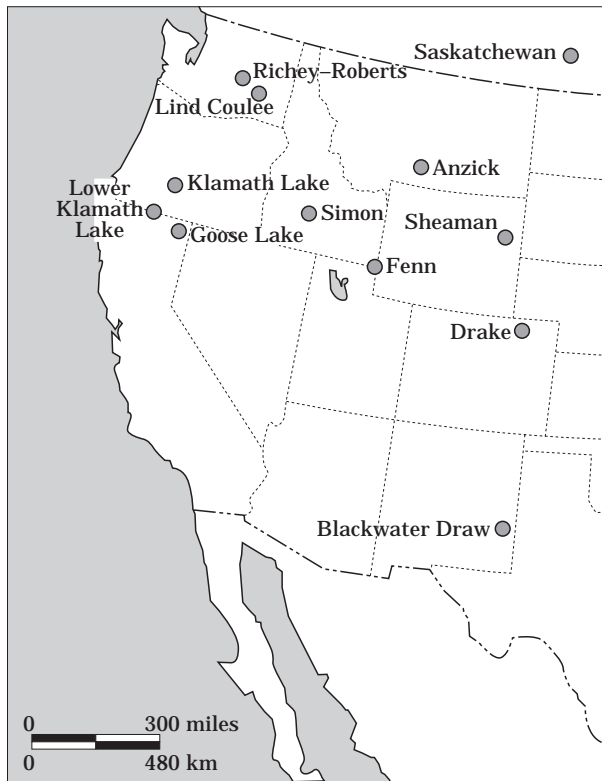 Saskatchewan
Richey–Roberts
Lind Coulee
Anzick
Klamath Lake
Lower
Klamath
Lake
Simon
Sheaman
Goose Lake
Fenn
Drake
Blackwater Draw
0 300 miles
0 480 km